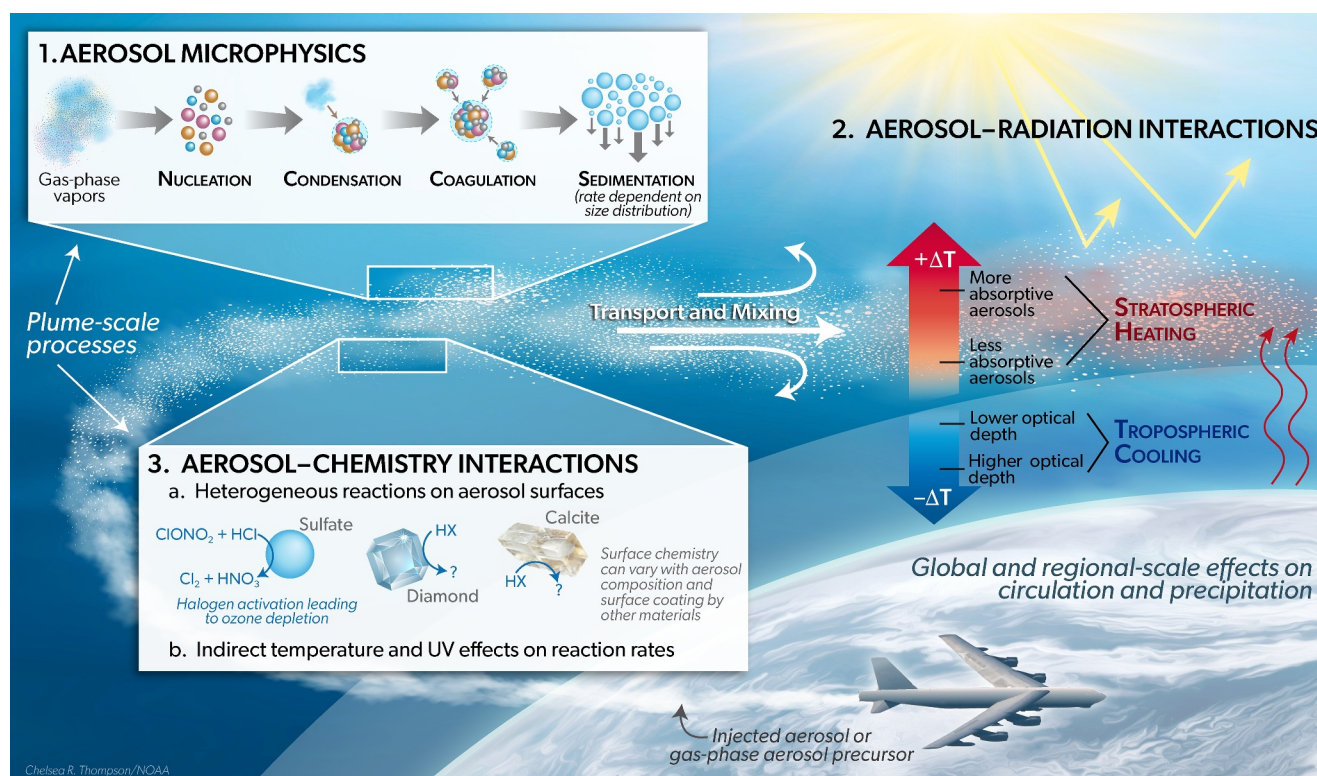 1. AEROSOL MICROPHYSICS
Gas-phase
vapors
NUCLEATION
CONDENSATION
COAGULATION
SEDIMENTATION
(rate dependent on
size distribution)
2. AEROSOL–RADIATION INTERACTIONS
Plume-scale
processes
Transport and Mixing
+ΔT
More
absorptive
aerosols
Less
absorptive
aerosols
STRATOSPHERIC
HEATING
Lower optical
depth
Higher optical
depth
TROPOSPHERIC
COOLING
−ΔT
3. AEROSOL–CHEMISTRY INTERACTIONS
a. Heterogeneous reactions on aerosol surfaces
Sulfate
ClONO₂ + HCl
Cl₂ + HNO₃
Halogen activation leading
to ozone depletion
HX
?
Diamond
Calcite
HX
?
Surface chemistry
can vary with aerosol
composition and
surface coating by
other materials
b. Indirect temperature and UV effects on reaction rates
Global and regional-scale effects on
circulation and precipitation
Injected aerosol or
gas-phase aerosol precursor
Chelsea R. Thompson/NOAA